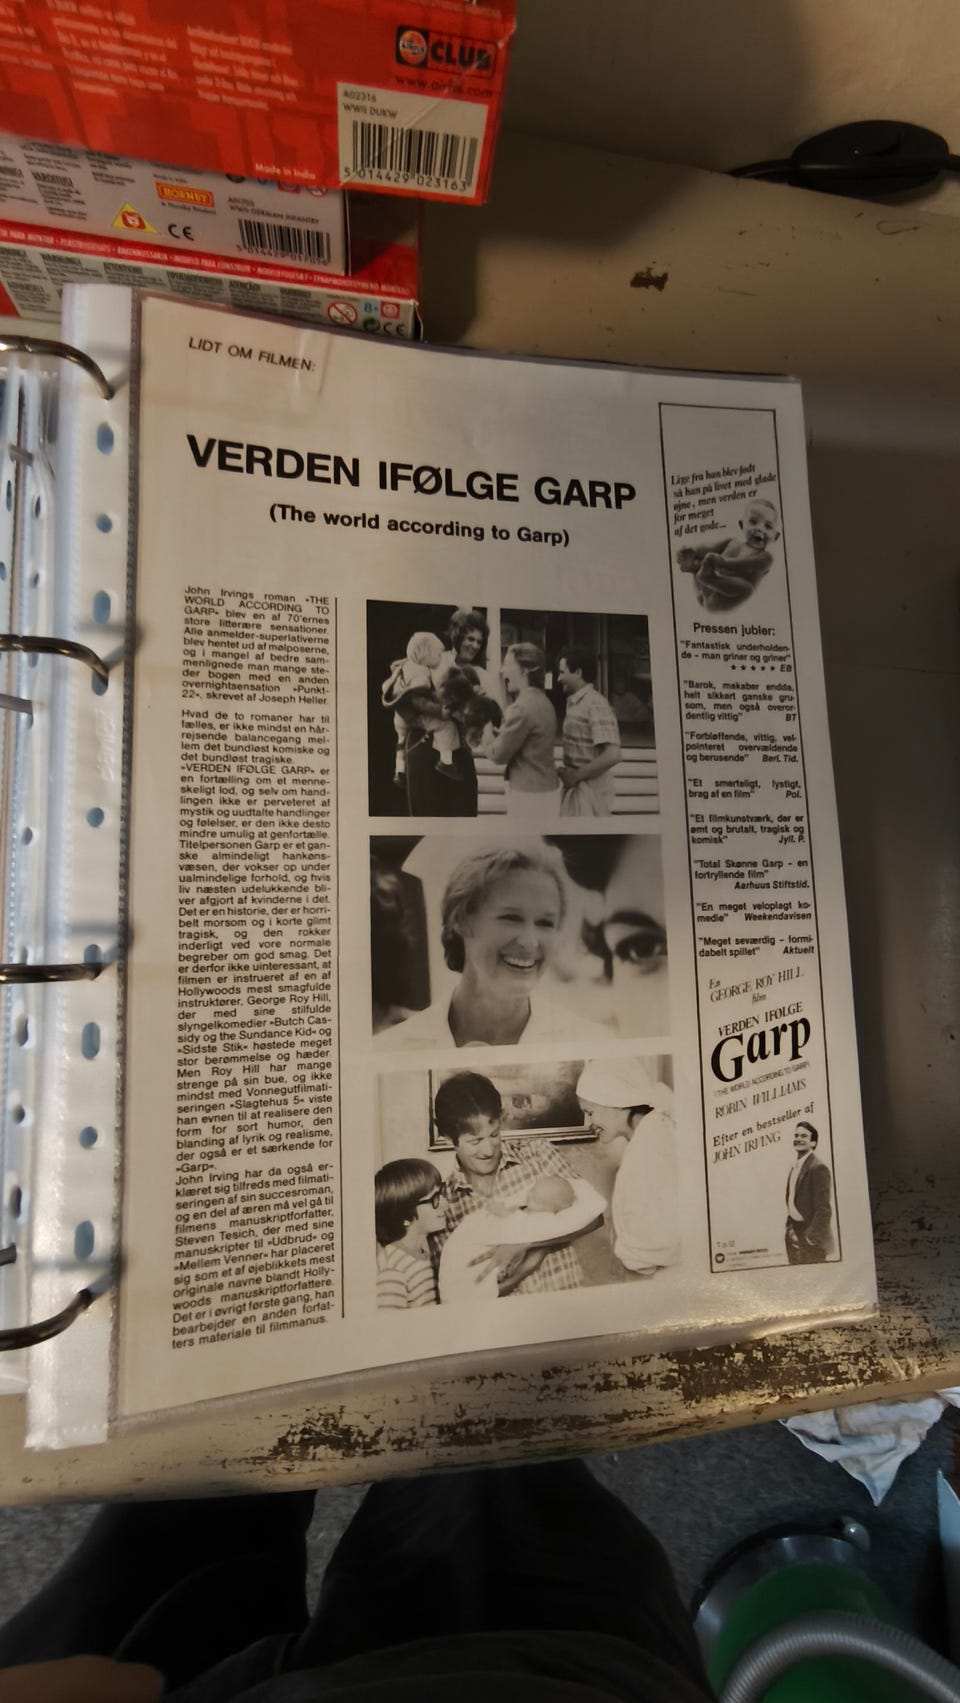 CLUB
www.airfix.com
A02316
WWII DUKW
5 014429 023163
Made in India
HORNBY
A01705
WWII GERMAN INFANTRY
CE
8+
CE
LIDT OM FILMEN:
VERDEN IFØLGE GARP
(The world according to Garp)
John Irvings roman »THE
WORLD ACCORDING TO
GARP« blev en af 70'ernes
store litterære sensationer.
Alle anmelder-superlativerne
blev hentet ud af mølposerne,
og i mangel af bedre sam-
menlignede man mange ste-
der bogen med en anden
overnightsensation »Punkt-
22«, skrevet af Joseph Heller.
Hvad de to romaner har til
fælles, er ikke mindst en hår-
rejsende balancegang mel-
lem det bundløst komiske og
det bundløst tragiske.
»VERDEN IFØLGE GARP« er
en fortælling om et menne-
skeligt lod, og selv om hand-
lingen ikke er perveteret af
mystik og uudtalte handlinger
og følelser, er den ikke desto
mindre umulig at genfortælle.
Titelpersonen Garp er et gan-
ske almindeligt hankøns-
væsen, der vokser op under
ualmindelige forhold, og hvis
liv næsten udelukkende bli-
ver afgjort af kvinderne i det.
Det er en historie, der er horri-
belt morsom og i korte glimt
tragisk, og den rokker
inderligt ved vore normale
begreber om god smag. Det
er derfor ikke uinteressant, at
filmen er instrueret af en af
Hollywoods mest smagfulde
instruktører, George Roy Hill,
der med sine stilfulde
slyngelkomedier »Butch Cas-
sidy og the Sundance Kid« og
»Sidste Stik« høstede meget
stor berømmelse og hæder.
Men Roy Hill har mange
strenge på sin bue, og ikke
mindst med Vonnegutfilmati-
seringen »Slagtehus 5« viste
han evnen til at realisere den
form for sort humor, den
blanding af lyrik og realisme,
der også er et særkende for
»Garp«.
John Irving har da også er-
klæret sig tilfreds med filmati-
seringen af sin succesroman,
og en del af æren må vel gå til
filmens manuskriptforfatter,
Steven Tesich, der med sine
manuskripter til »Udbrud« og
»Mellem Venner« har placeret
sig som et af øjeblikkets mest
originale navne blandt Holly-
woods manuskriptforfattere.
Det er i øvrigt første gang, han
bearbejder en anden forfat-
ters materiale til filmmanus.
Lige fra han blev født
så han på livet med glade
øjne, men verden er
for meget
af det gode...
Pressen jubler:
"Fantastisk underholden-
de - man griner og griner"
★ ★ ★ ★ ★ EB
"Barok, makaber endda,
helt sikkert ganske gru-
som, men også overor-
dentlig vittig" BT
"Forbløffende, vittig, vel-
pointeret overvældende
og berusende" Berl. Tid.
"Et smerteligt, lystigt,
brag af en film" Pol.
"Et filmkunstværk, der er
ømt og brutalt, tragisk og
komisk" Jyll. P.
"Total Skønne Garp - en
fortryllende film"
Aarhuus Stiftstid.
"En meget veloplagt ko-
medie" Weekendavisen
"Meget seværdig - formi-
dabelt spillet" Aktuelt
En
GEORGE ROY HILL
film
VERDEN IFØLGE
Garp
(THE WORLD ACCORDING TO GARP)
ROBIN WILLIAMS
Efter en bestseller af
JOHN IRVING